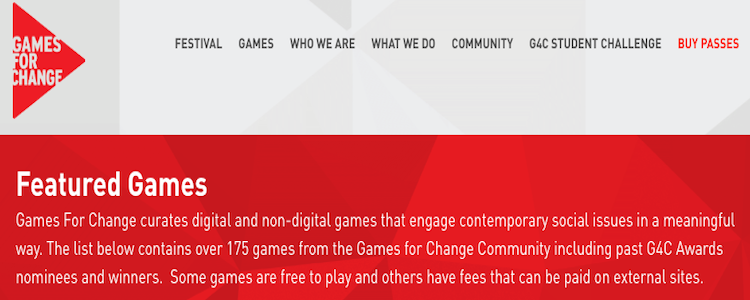 GAMES
FOR
CHANGE
FESTIVAL GAMES WHO WE ARE WHAT WE DO COMMUNITY G4C STUDENT CHALLENGE BUY PASSES
Featured Games
Games For Change curates digital and non-digital games that engage contemporary social issues in a meaningful
way. The list below contains over 175 games from the Games for Change Community including past G4C Awards
nominees and winners. Some games are free to play and others have fees that can be paid on external sites.